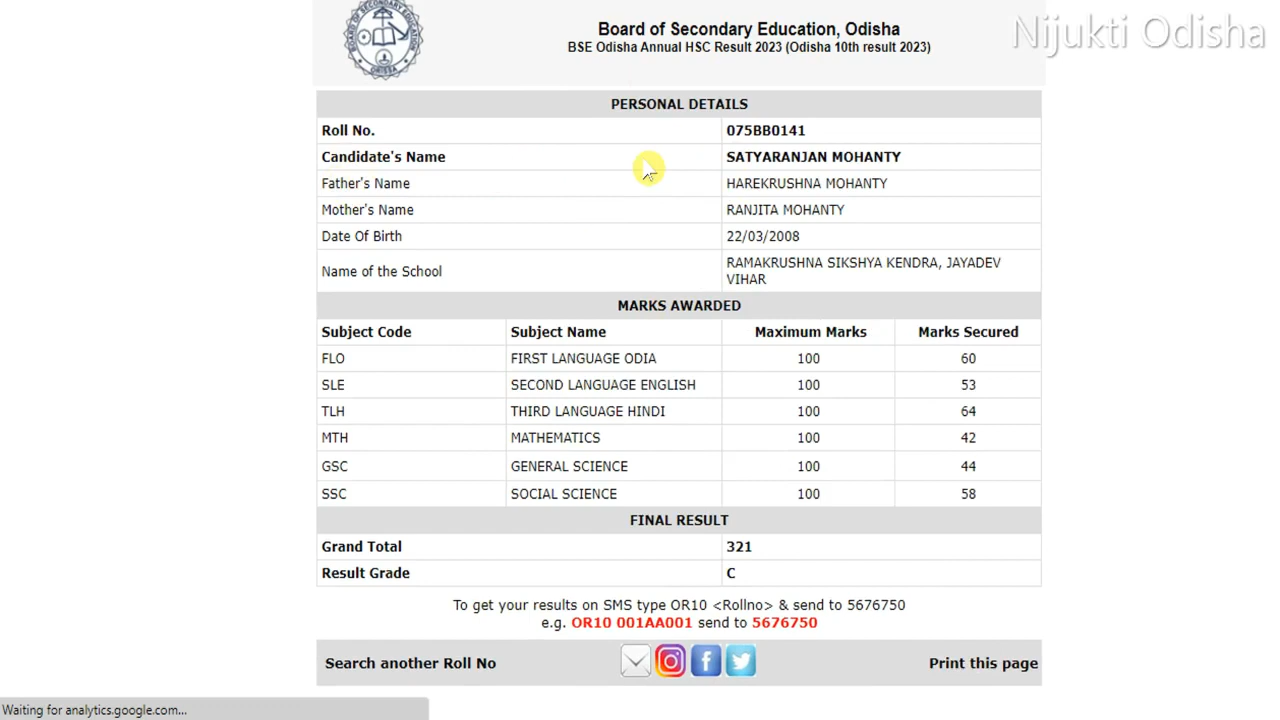 Nijukti Odisha
Board of Secondary Education, Odisha
BSE Odisha Annual HSC Result 2023 (Odisha 10th result 2023)
PERSONAL DETAILS
Roll No. 075BB0141
Candidate's Name SATYARANJAN MOHANTY
Father's Name HAREKRUSHNA MOHANTY
Mother's Name RANJITA MOHANTY
Date Of Birth 22/03/2008
Name of the School RAMAKRUSHNA SIKSHYA KENDRA, JAYADEV
VIHAR
MARKS AWARDED
Subject Code Subject Name Maximum Marks Marks Secured
FLO FIRST LANGUAGE ODIA 100 60
SLE SECOND LANGUAGE ENGLISH 100 53
TLH THIRD LANGUAGE HINDI 100 64
MTH MATHEMATICS 100 42
GSC GENERAL SCIENCE 100 44
SSC SOCIAL SCIENCE 100 58
FINAL RESULT
Grand Total 321
Result Grade C
To get your results on SMS type OR10 <Rollno> & send to 5676750
e.g. OR10 001AA001 send to 5676750
Search another Roll No Print this page
Waiting for analytics.google.com...